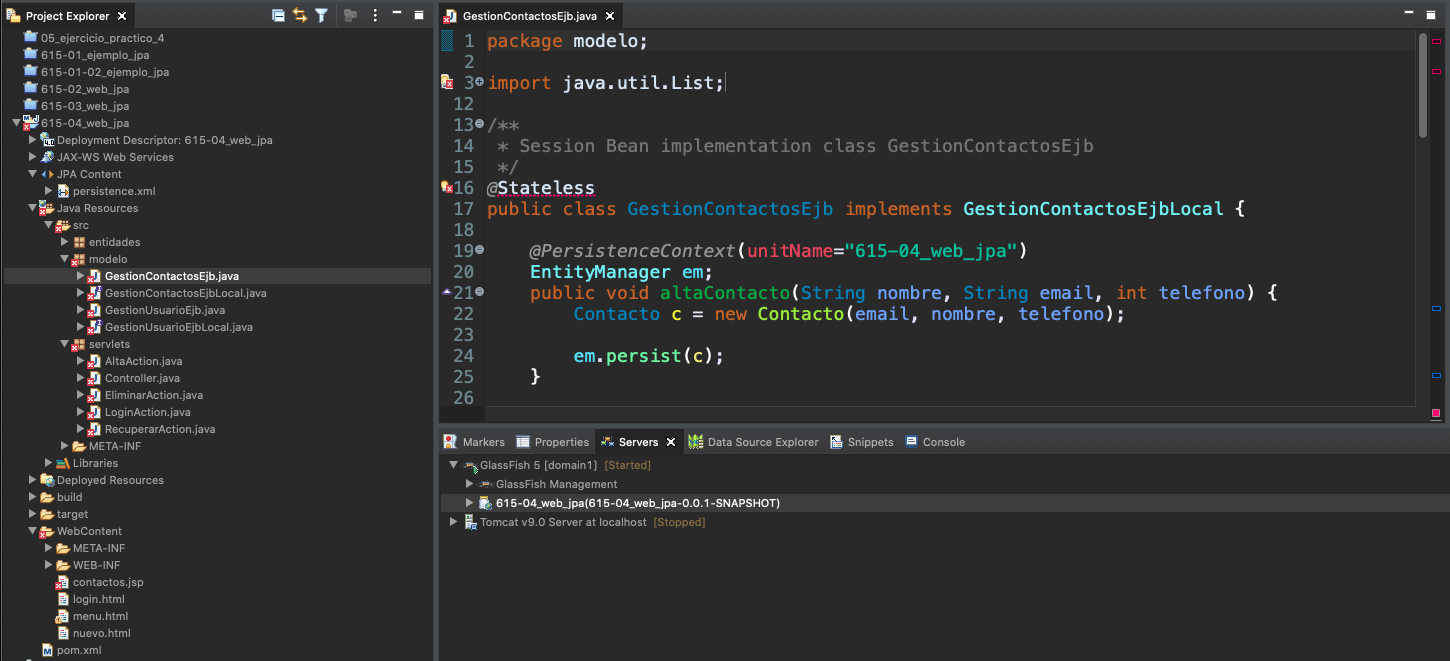 Project Explorer
05_ejercicio_practico_4
615-01_ejemplo_jpa
615-01-02_ejemplo_jpa
615-02_web_jpa
615-03_web_jpa
615-04_web_jpa
Deployment Descriptor: 615-04_web_jpa
JAX-WS Web Services
JPA Content
persistence.xml
Java Resources
src
entidades
modelo
GestionContactosEjb.java
GestionContactosEjbLocal.java
GestionUsuarioEjb.java
GestionUsuarioEjbLocal.java
servlets
AltaAction.java
Controller.java
EliminarAction.java
LoginAction.java
RecuperarAction.java
META-INF
Libraries
Deployed Resources
build
target
WebContent
META-INF
WEB-INF
contactos.jsp
login.html
menu.html
nuevo.html
pom.xml
GestionContactosEjb.java
1 package modelo;
2
3 import java.util.List;
12
13 /**
14 * Session Bean implementation class GestionContactosEjb
15 */
16 @Stateless
17 public class GestionContactosEjb implements GestionContactosEjbLocal {
18
19 @PersistenceContext(unitName="615-04_web_jpa")
20 EntityManager em;
21 public void altaContacto(String nombre, String email, int telefono) {
22 Contacto c = new Contacto(email, nombre, telefono);
23
24 em.persist(c);
25 }
26
Markers Properties Servers Data Source Explorer Snippets Console
GlassFish 5 [domain1] [Started]
GlassFish Management
615-04_web_jpa(615-04_web_jpa-0.0.1-SNAPSHOT)
Tomcat v9.0 Server at localhost [Stopped]